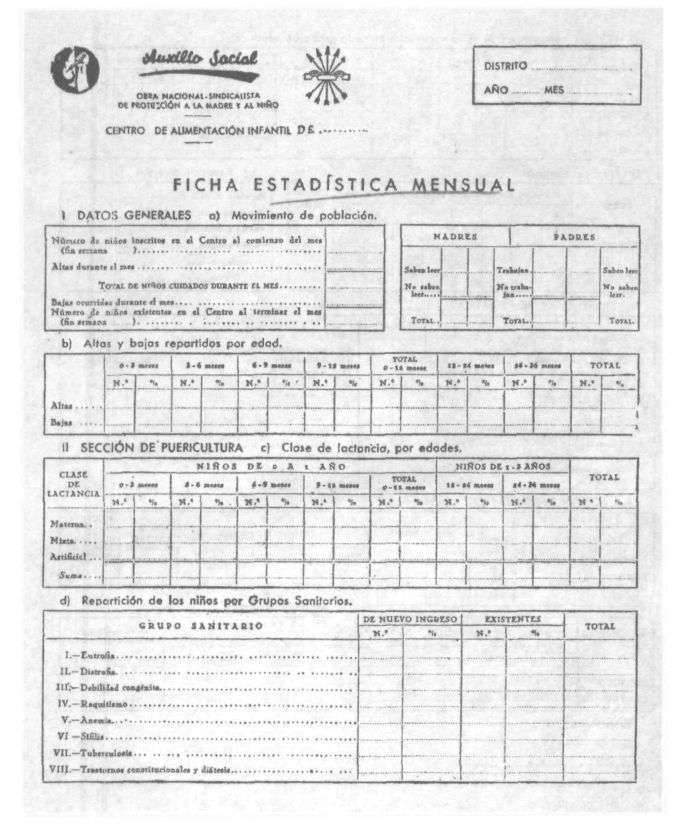 Auxilio Social
OBRA NACIONAL-SINDICALISTA
DE PROTECCIÓN A LA MADRE Y AL NIÑO
CENTRO DE ALIMENTACIÓN INFANTIL DE ..........
DISTRITO ....................
AÑO ........ MES ................
FICHA ESTADÍSTICA MENSUAL
I DATOS GENERALES a) Movimiento de población.
Número de niños inscritos en el Centro al comienzo del mes
(fin semana ).....................
Altas durante el mes ....................
TOTAL DE NIÑOS CUIDADOS DURANTE EL MES.........
Bajas ocurridas durante el mes....................
Número de niños existentes en el Centro al terminar el mes
(fin semana )....................
MADRES PADRES
Saben leer Trabajan. Saben leer
No saben leer..... No trabajan.... No saben leer.
TOTAL. TOTAL.. TOTAL.
b) Altas y bajas repartidos por edad.
0-3 meses 3-6 meses 6-9 meses 9-12 meses TOTAL 0-12 meses 12-24 meses 24-36 meses TOTAL
N.º % N.º % N.º % N.º % N.º % N.º % N.º % N.º %
Altas .....
Bajas .....
II SECCIÓN DE PUERICULTURA c) Clase de lactancia, por edades.
CLASE DE LACTANCIA
NIÑOS DE 0 A 1 AÑO NIÑOS DE 1-3 AÑOS TOTAL
0-3 meses 3-6 meses 6-9 meses 9-12 meses TOTAL 0-12 meses 12-24 meses 24-36 meses
N.º % N.º % N.º % N.º % N.º % N.º % N.º % N.º %
Materna..
Mixta.....
Artificial...
Suma....
d) Repartición de los niños por Grupos Sanitarios.
GRUPO SANITARIO DE NUEVO INGRESO EXISTENTES TOTAL
N.º % N.º %
I.—Eutrofia....................
II.—Distrofia....................
III.—Debilidad congénita....................
IV.—Raquitismo....................
V.—Anemia....................
VI—Sífilis....................
VII.—Tuberculosis....................
VIII.—Trastornos constitucionales y diátesis....................